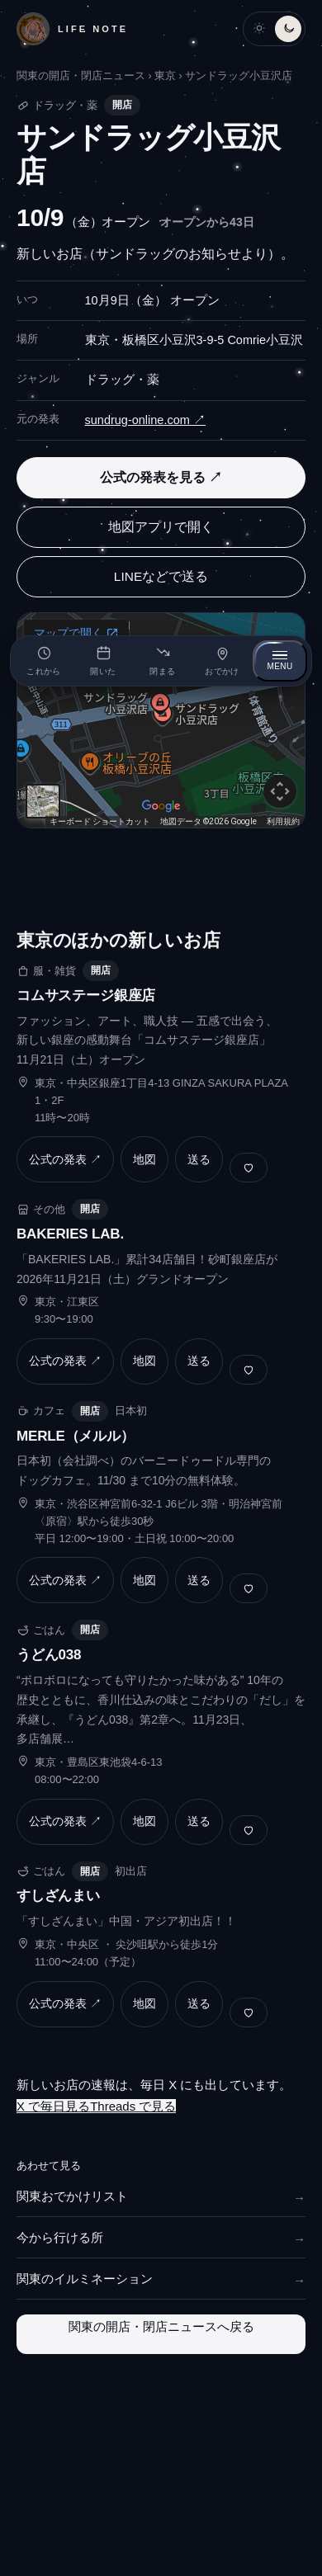 LIFE NOTE
関東の開店・閉店ニュース › 東京 › サンドラッグ小豆沢店
ドラッグ・薬 開店
サンドラッグ小豆沢
店
10/9（金）オープン オープンから43日
新しいお店（サンドラッグのお知らせより）。
いつ 10月9日（金） オープン
場所 東京・板橋区小豆沢3-9-5 Comrie小豆沢
ジャンル ドラッグ・薬
元の発表 sundrug-online.com ↗
公式の発表を見る ↗
地図アプリで開く
LINEなどで送る
マップで開く
これから 開いた 閉まる おでかけ MENU
サンドラッグ
小豆沢店
サンドラッグ
小豆沢店
311
オリーブの丘
板橋小豆沢店
3丁目
Google
キーボード ショートカット 地図データ ©2026 Google 利用規約
東京のほかの新しいお店
服・雑貨 開店
コムサステージ銀座店
ファッション、アート、職人技 — 五感で出会う、
新しい銀座の感動舞台「コムサステージ銀座店」
11月21日（土）オープン
東京・中央区銀座1丁目4-13 GINZA SAKURA PLAZA
1・2F
11時〜20時
公式の発表 ↗ 地図 送る
その他 開店
BAKERIES LAB.
「BAKERIES LAB.」累計34店舗目！砂町銀座店が
2026年11月21日（土）グランドオープン
東京・江東区
9:30〜19:00
公式の発表 ↗ 地図 送る
カフェ 開店 日本初
MERLE（メルル）
日本初（会社調べ）のバーニードゥードル専門の
ドッグカフェ。11/30 まで10分の無料体験。
東京・渋谷区神宮前6-32-1 J6ビル 3階・明治神宮前
〈原宿〉駅から徒歩30秒
平日 12:00〜19:00・土日祝 10:00〜20:00
公式の発表 ↗ 地図 送る
ごはん 開店
うどん038
“ボロボロになっても守りたかった味がある” 10年の
歴史とともに、香川仕込みの味とこだわりの「だし」を
承継し、『うどん038』第2章へ。11月23日、
多店舗展…
東京・豊島区東池袋4-6-13
08:00〜22:00
公式の発表 ↗ 地図 送る
ごはん 開店 初出店
すしざんまい
「すしざんまい」中国・アジア初出店！！
東京・中央区 ・ 尖沙咀駅から徒歩1分
11:00〜24:00（予定）
公式の発表 ↗ 地図 送る
新しいお店の速報は、毎日 X にも出しています。
X で毎日見るThreads で見る
あわせて見る
関東おでかけリスト →
今から行ける所 →
関東のイルミネーション →
関東の開店・閉店ニュースへ戻る